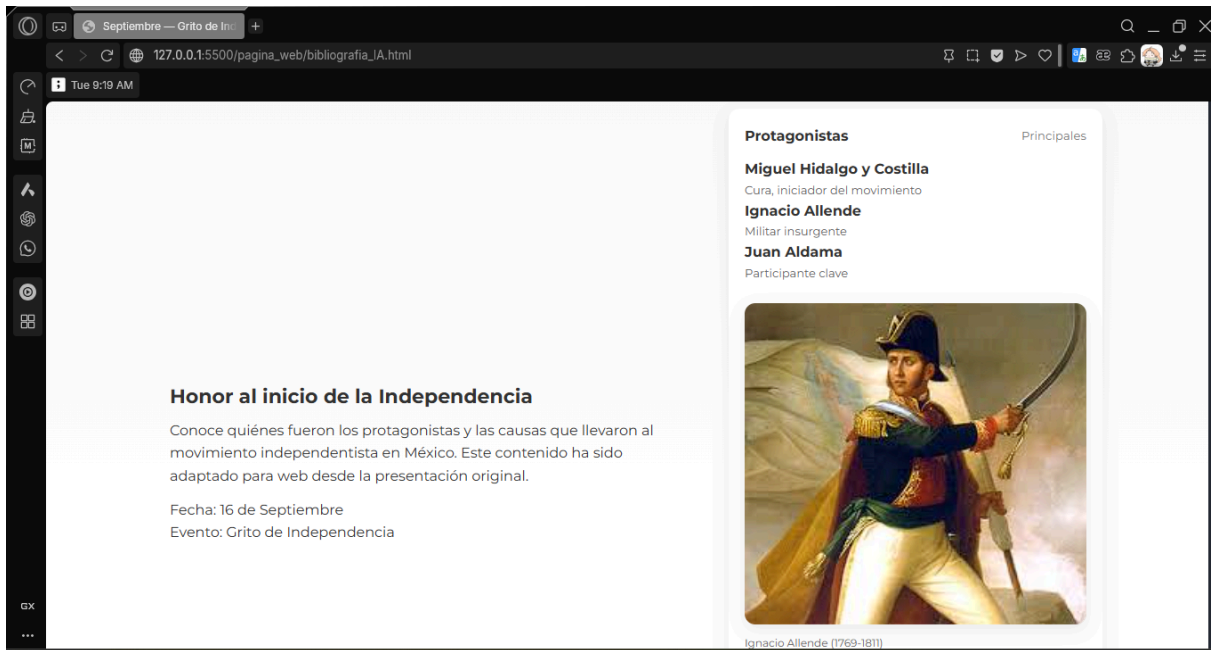 Septiembre — Grito de Ind
127.0.0.1:5500/pagina_web/bibliografia_IA.html
Tue 9:19 AM
Protagonistas
Principales
Miguel Hidalgo y Costilla
Cura, iniciador del movimiento
Ignacio Allende
Militar insurgente
Juan Aldama
Participante clave
Honor al inicio de la Independencia
Conoce quiénes fueron los protagonistas y las causas que llevaron al
movimiento independentista en México. Este contenido ha sido
adaptado para web desde la presentación original.
Fecha: 16 de Septiembre
Evento: Grito de Independencia
Ignacio Allende (1769-1811)
GX